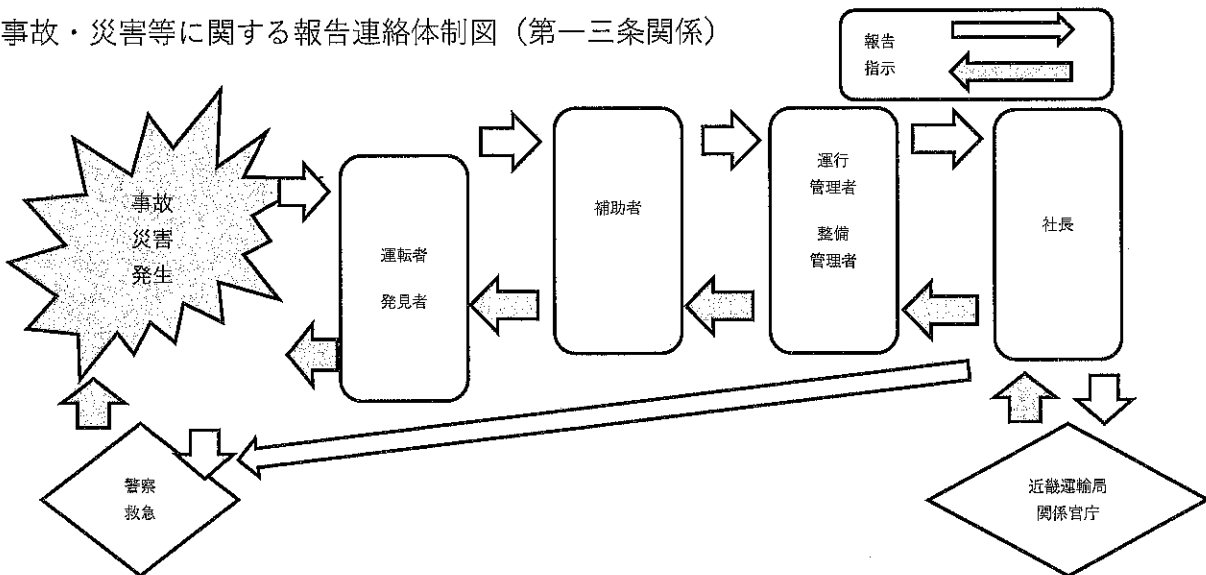 事故・災害等に関する報告連絡体制図（第一三条関係）
報告
指示
事故
災害
発生
運転者
発見者
補助者
運行
管理者
整備
管理者
社長
警察
救急
近畿運輸局
関係官庁